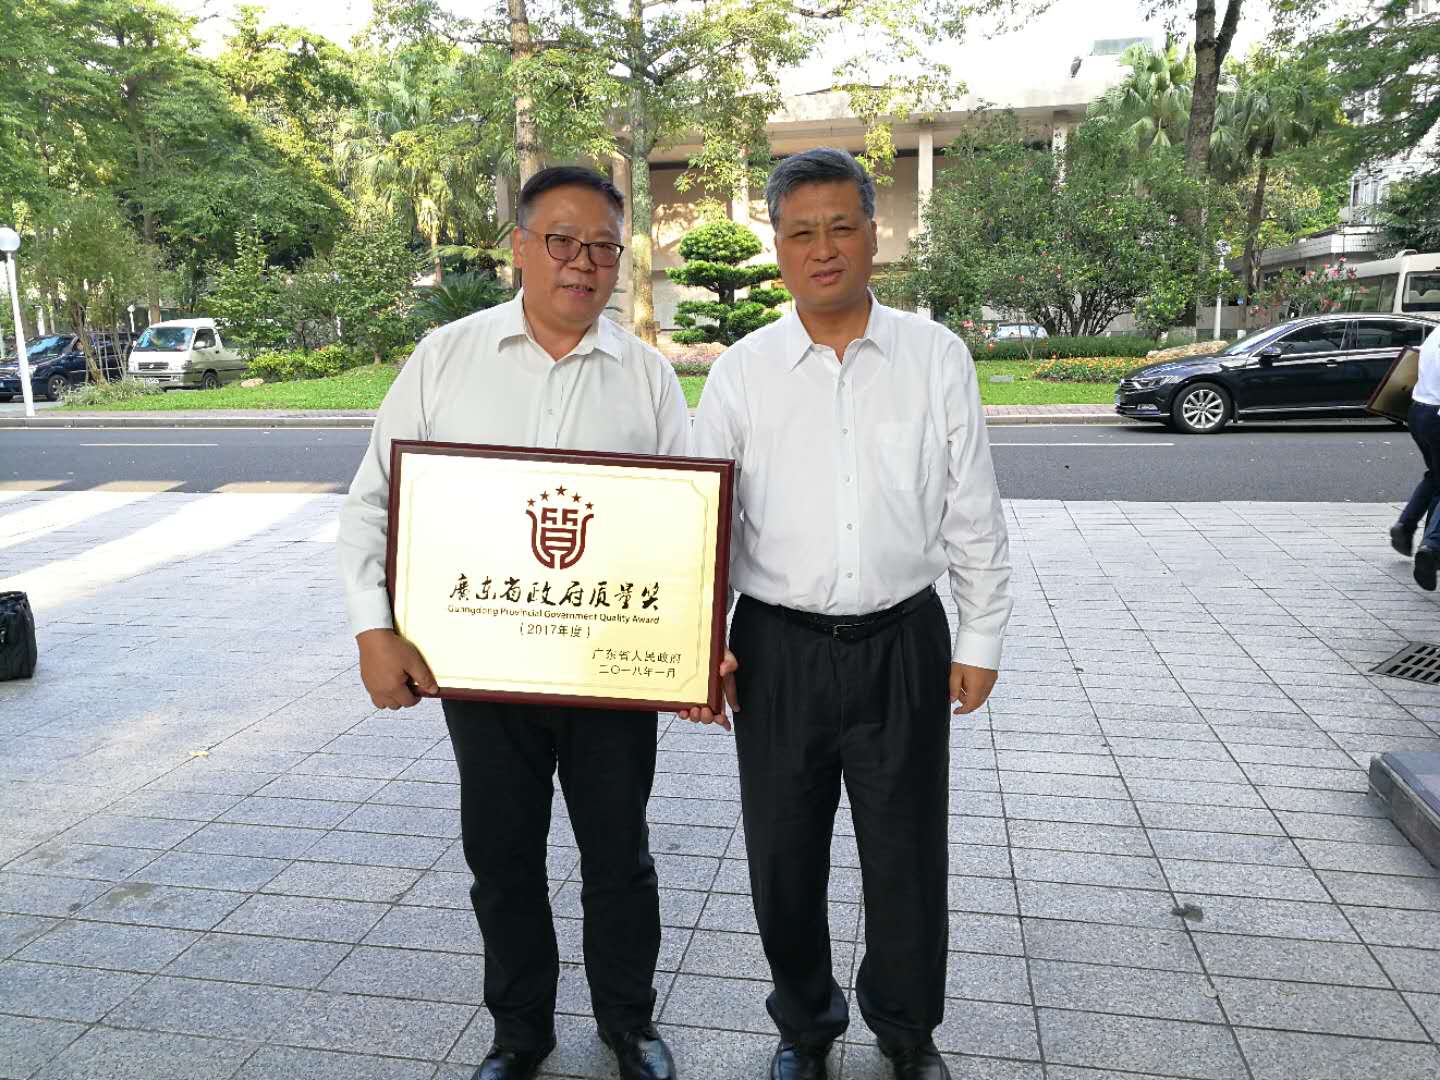 質
廣东省政府质量奖
Guangdong Provincial Government Quality Award
（2017年度）
广东省人民政府
二〇一八年一月